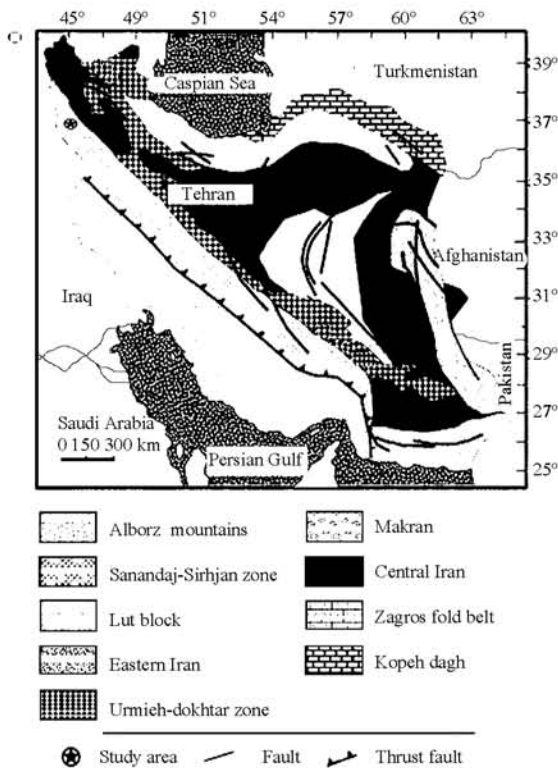 45° 48° 51° 54° 57° 60° 63°
39°
37°
35°
33°
31°
29°
27°
25°
Caspian Sea
Turkmenistan
Tehran
Afghanistan
Iraq
Pakistan
Saudi Arabia
0 150 300 km
Persian Gulf
Alborz mountains
Makran
Sanandaj-Sirhjan zone
Central Iran
Lut block
Zagros fold belt
Eastern Iran
Kopeh dagh
Urmieh-dokhtar zone
Study area
Fault
Thrust fault